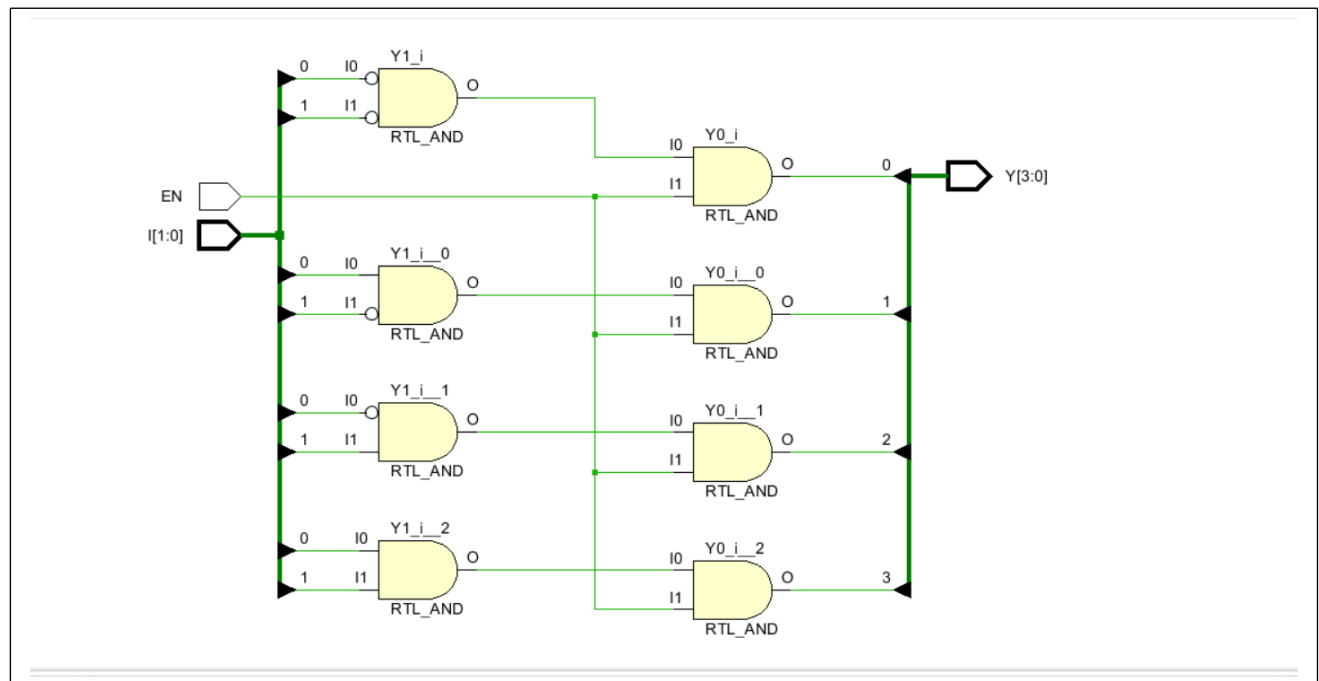 Y1_i
0 I0
O
1 I1
RTL_AND
Y0_i
I0
O
0
Y[3:0]
I1
RTL_AND
EN
I[1:0]
Y1_i__0
0 I0
O
1 I1
RTL_AND
Y0_i__0
I0
O
1
I1
RTL_AND
Y1_i__1
0 I0
O
1 I1
RTL_AND
Y0_i__1
I0
O
2
I1
RTL_AND
Y1_i__2
0 I0
O
1 I1
RTL_AND
Y0_i__2
I0
O
3
I1
RTL_AND